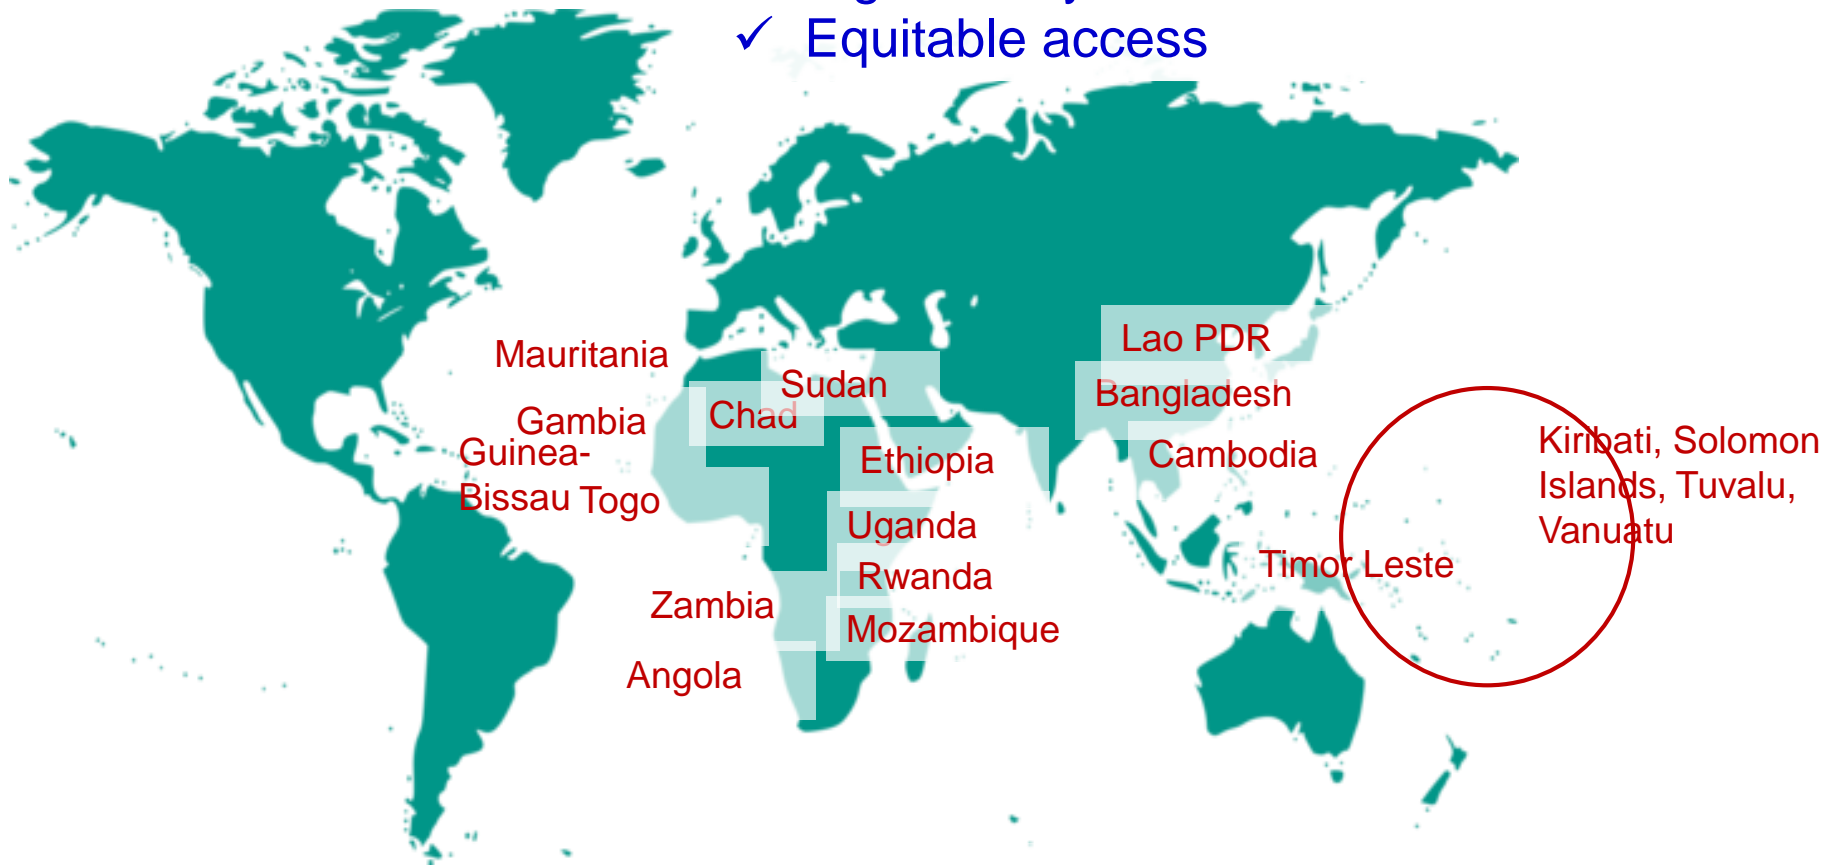 ✓ Equitable access
Lao PDR
Mauritania
Sudan
Bangladesh
Chad
Gambia
Guinea-
Bissau
Togo
Ethiopia
Cambodia
Kiribati, Solomon
Islands, Tuvalu,
Vanuatu
Uganda
Timor Leste
Rwanda
Zambia
Mozambique
Angola